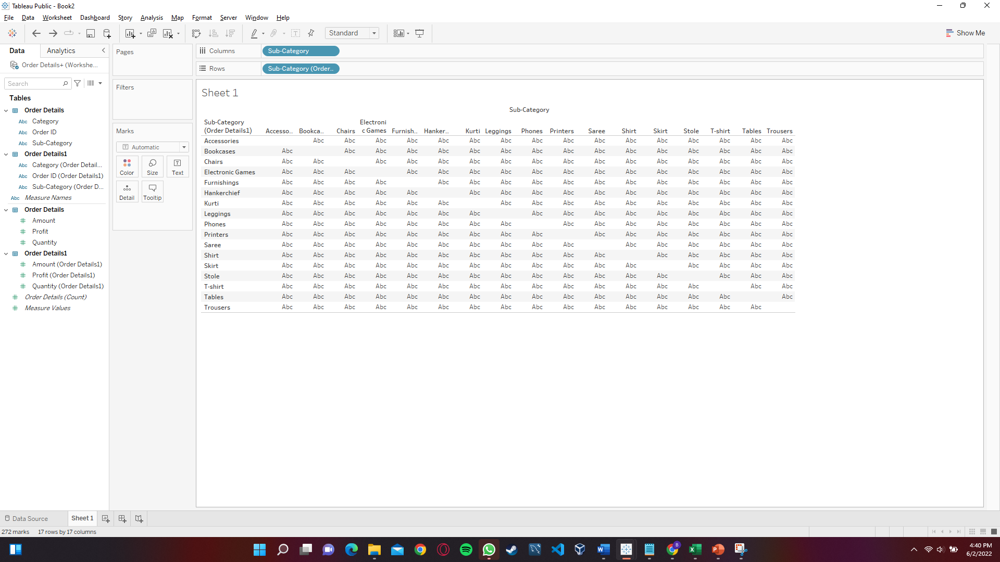 Tableau Public - Book2
File Data Worksheet Dashboard Story Analysis Map Format Server Window Help
Standard
Show Me
Data Analytics
Order Details+ (Workshe...
Search
Tables
Order Details
Abc Category
Abc Order ID
Abc Sub-Category
Order Details1
Abc Category (Order Detail...
Abc Order ID (Order Details1)
Abc Sub-Category (Order D...
Abc Measure Names
Order Details
# Amount
# Profit
# Quantity
Order Details1
# Amount (Order Details1)
# Profit (Order Details1)
# Quantity (Order Details1)
# Order Details (Count)
# Measure Values
Pages
Filters
Marks
T Automatic
Color Size Text
Detail Tooltip
Columns Sub-Category
Rows Sub-Category (Order..
Sheet 1
Sub-Category
Sub-Category
(Order Details1) Accesso.. Bookca.. Chairs Electroni
c Games Furnish.. Hanker.. Kurti Leggings Phones Printers Saree Shirt Skirt Stole T-shirt Tables Trousers
Accessories Abc Abc Abc Abc Abc Abc Abc Abc Abc Abc Abc Abc Abc Abc Abc Abc
Bookcases Abc Abc Abc Abc Abc Abc Abc Abc Abc Abc Abc Abc Abc Abc Abc Abc
Chairs Abc Abc Abc Abc Abc Abc Abc Abc Abc Abc Abc Abc Abc Abc Abc Abc
Electronic Games Abc Abc Abc Abc Abc Abc Abc Abc Abc Abc Abc Abc Abc Abc Abc Abc
Furnishings Abc Abc Abc Abc Abc Abc Abc Abc Abc Abc Abc Abc Abc Abc Abc Abc
Hankerchief Abc Abc Abc Abc Abc Abc Abc Abc Abc Abc Abc Abc Abc Abc Abc Abc
Kurti Abc Abc Abc Abc Abc Abc Abc Abc Abc Abc Abc Abc Abc Abc Abc Abc
Leggings Abc Abc Abc Abc Abc Abc Abc Abc Abc Abc Abc Abc Abc Abc Abc Abc
Phones Abc Abc Abc Abc Abc Abc Abc Abc Abc Abc Abc Abc Abc Abc Abc Abc
Printers Abc Abc Abc Abc Abc Abc Abc Abc Abc Abc Abc Abc Abc Abc Abc Abc
Saree Abc Abc Abc Abc Abc Abc Abc Abc Abc Abc Abc Abc Abc Abc Abc Abc
Shirt Abc Abc Abc Abc Abc Abc Abc Abc Abc Abc Abc Abc Abc Abc Abc Abc
Skirt Abc Abc Abc Abc Abc Abc Abc Abc Abc Abc Abc Abc Abc Abc Abc Abc
Stole Abc Abc Abc Abc Abc Abc Abc Abc Abc Abc Abc Abc Abc Abc Abc Abc
T-shirt Abc Abc Abc Abc Abc Abc Abc Abc Abc Abc Abc Abc Abc Abc Abc Abc
Tables Abc Abc Abc Abc Abc Abc Abc Abc Abc Abc Abc Abc Abc Abc Abc Abc
Trousers Abc Abc Abc Abc Abc Abc Abc Abc Abc Abc Abc Abc Abc Abc Abc Abc
Data Source Sheet 1
272 marks 17 rows by 17 columns
4:40 PM
6/2/2022